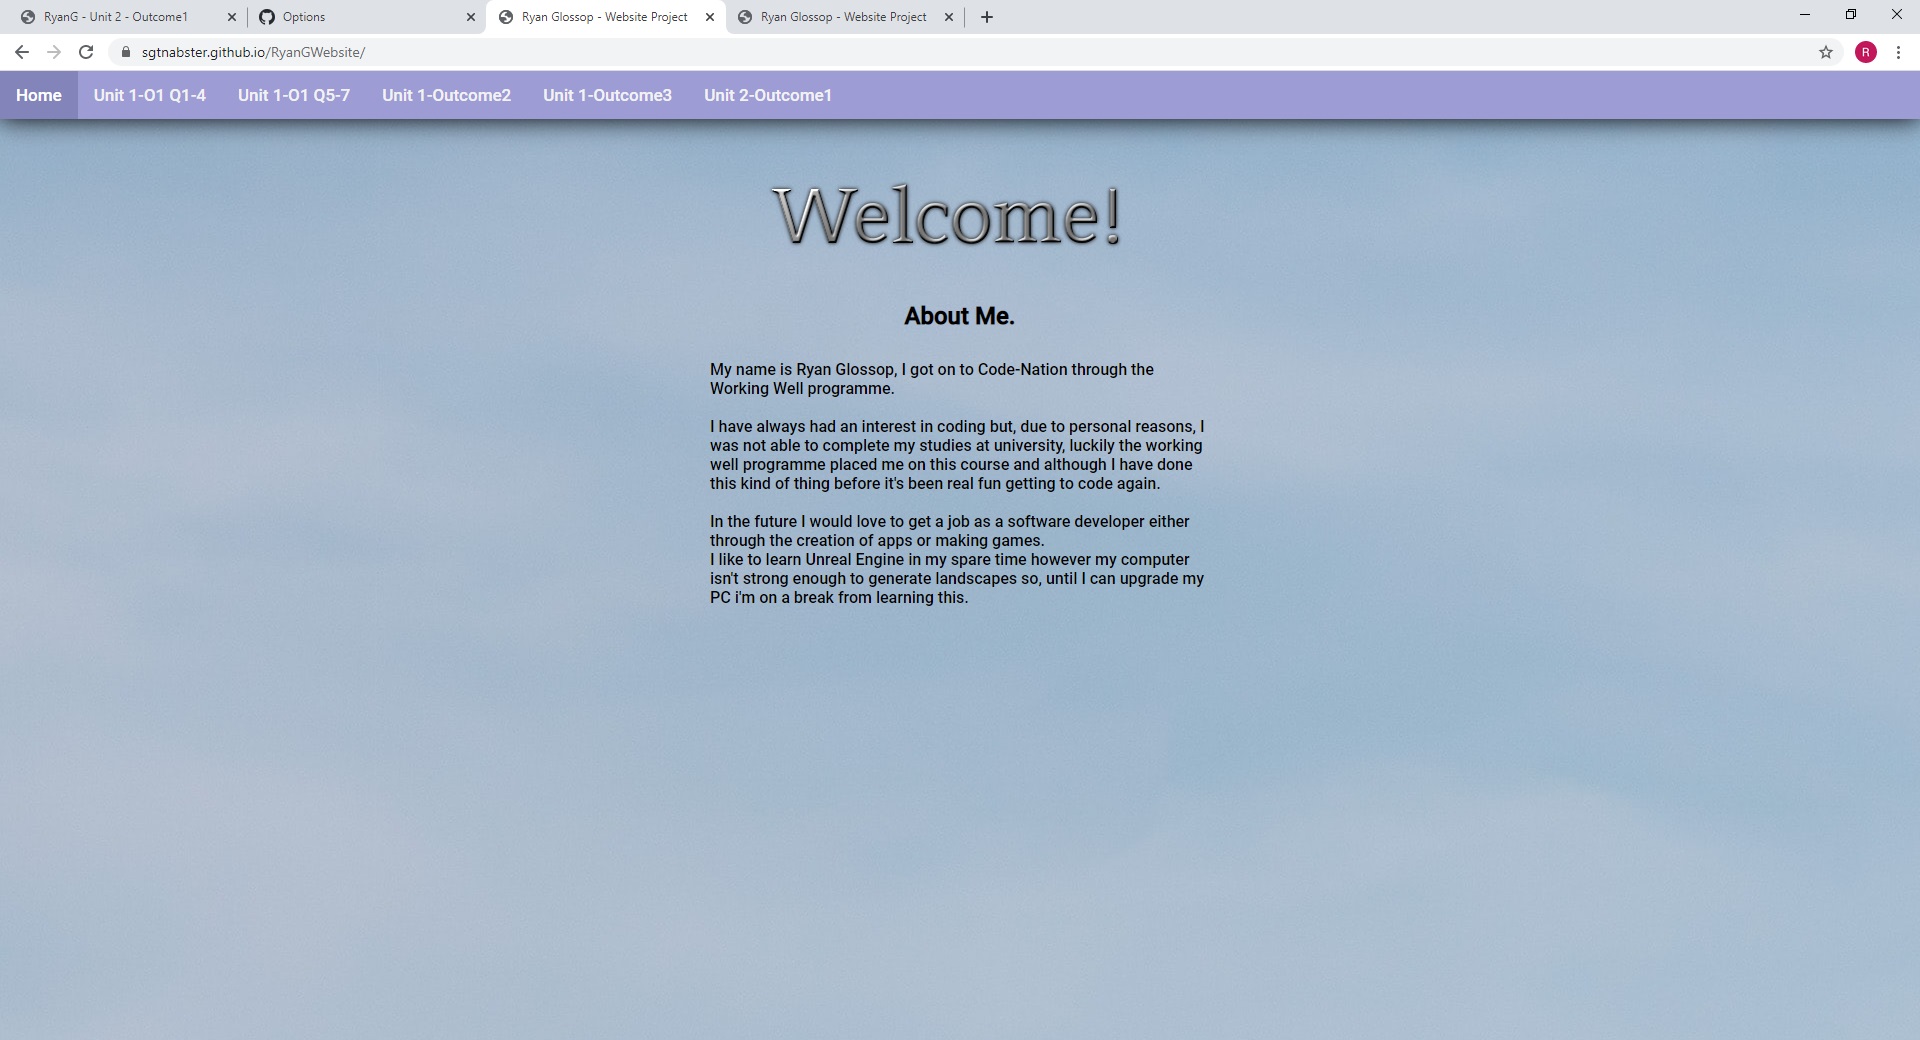 RyanG - Unit 2 - Outcome1
Options
Ryan Glossop - Website Project
Ryan Glossop - Website Project
sgtnabster.github.io/RyanGWebsite/
R
Home
Unit 1-O1 Q1-4
Unit 1-O1 Q5-7
Unit 1-Outcome2
Unit 1-Outcome3
Unit 2-Outcome1
Welcome!
About Me.
My name is Ryan Glossop, I got on to Code-Nation through the
Working Well programme.
I have always had an interest in coding but, due to personal reasons, I
was not able to complete my studies at university, luckily the working
well programme placed me on this course and although I have done
this kind of thing before it's been real fun getting to code again.
In the future I would love to get a job as a software developer either
through the creation of apps or making games.
I like to learn Unreal Engine in my spare time however my computer
isn't strong enough to generate landscapes so, until I can upgrade my
PC i'm on a break from learning this.